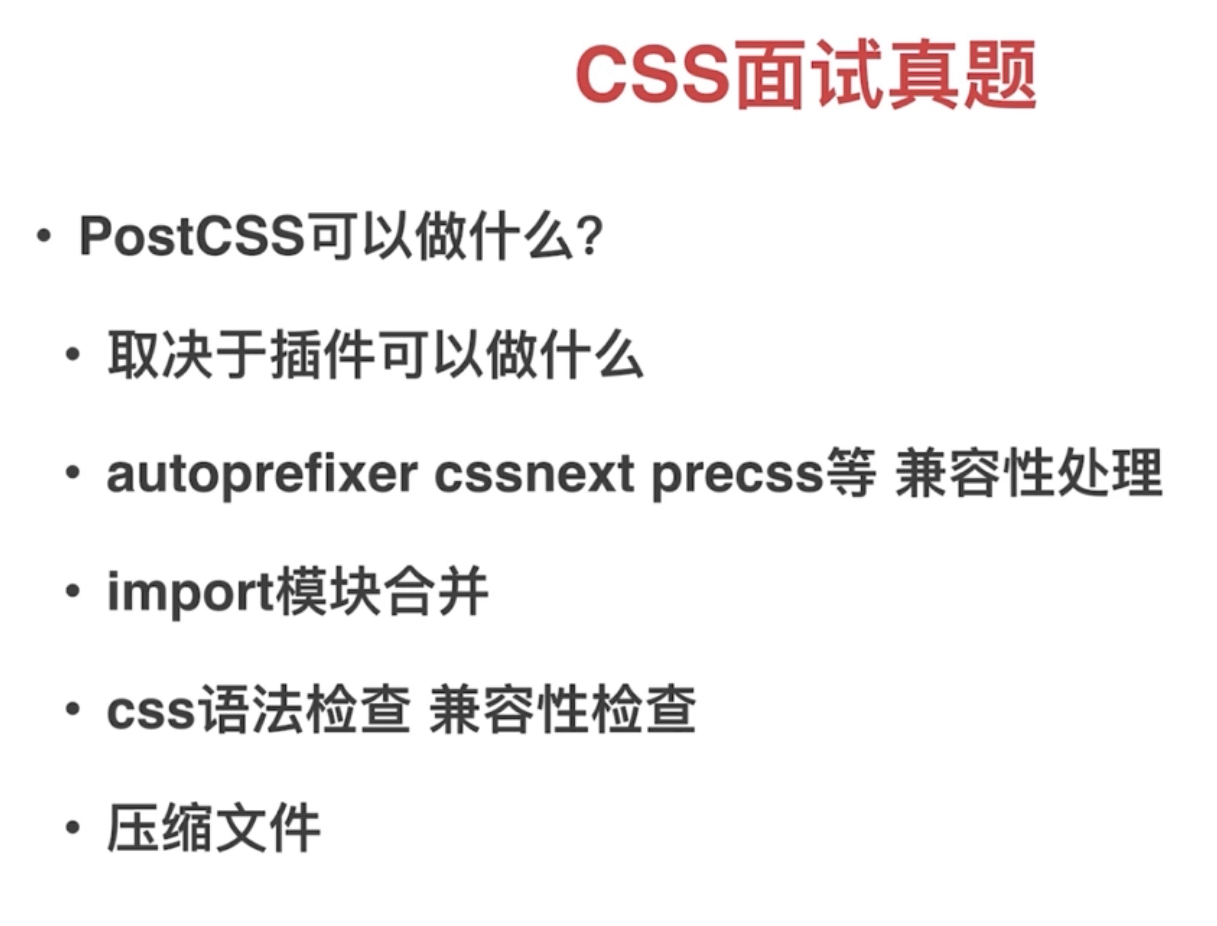 CSS面试真题
• PostCSS可以做什么?
• 取决于插件可以做什么
• autoprefixer cssnext precss等 兼容性处理
• import模块合并
• css语法检查 兼容性检查
• 压缩文件